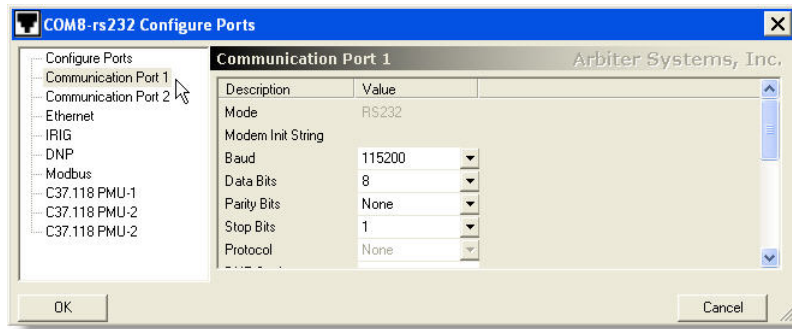 COM8-rs232 Configure Ports
Configure Ports
Communication Port 1
Communication Port 2
Ethernet
IRIG
DNP
Modbus
C37.118 PMU-1
C37.118 PMU-2
C37.118 PMU-2
Communication Port 1 Arbiter Systems, Inc.
Description Value
Mode RS232
Modem Init String
Baud 115200
Data Bits 8
Parity Bits None
Stop Bits 1
Protocol None
OK Cancel